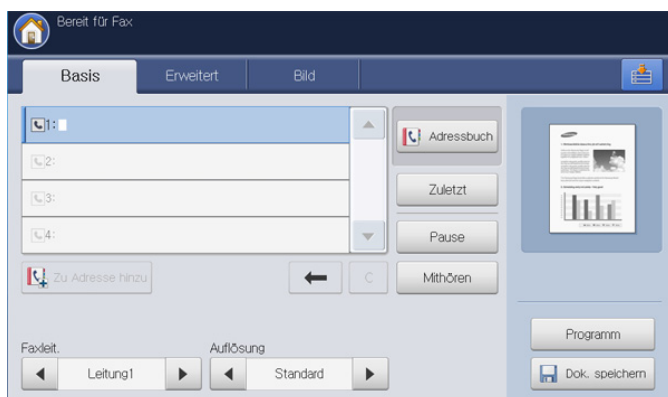 Bereit für Fax
Basis
Erweitert
Bild
1:
2:
3:
4:
Adressbuch
Zuletzt
Pause
Mithören
Zu Adresse hinzu
C
Faxleit.
Auflösung
Leitung1
Standard
Programm
Dok. speichern